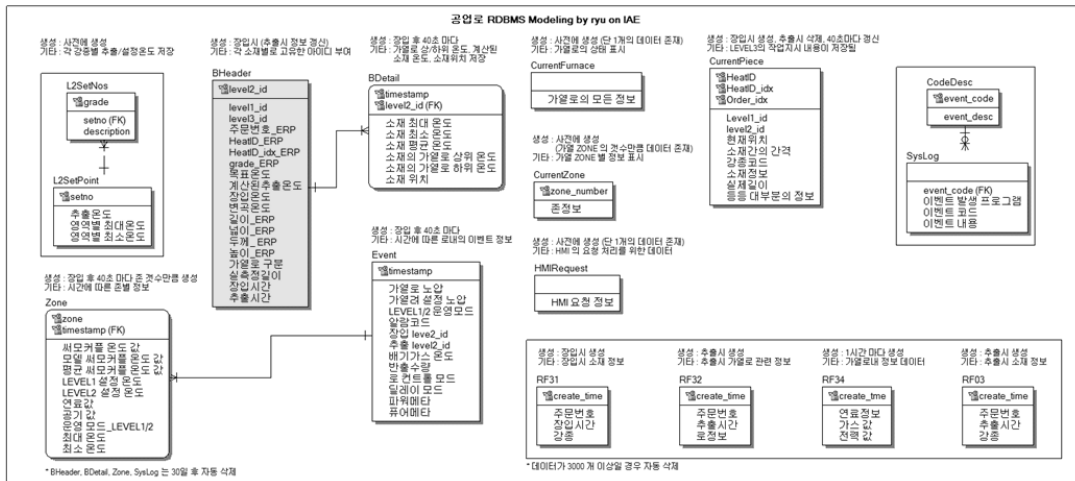 공업로 RDBMS Modeling by ryu on IAE
생성 : 사전에 생성
기타 : 각 강종별 추출/설정온도 저장
L2SetNos
grade
setno (FK)
description
L2SetPoint
setno
추출온도
영역별 최대온도
영역별 최소온도
생성 : 장입시 (추출시 정보 갱신)
기타 : 각 소재별로 고유한 아이디 부여
BHeader
level2_id
level1_id
level3_id
주문번호_ERP
HeatID_ERP
HeatID_idx_ERP
grade_ERP
목표온도
계산된추출온도
장입온도
변곡온도
길이_ERP
넓이_ERP
두께_ERP
높이_ERP
가열로 구분
실측정길이
장입시간
추출시간
생성 : 장입 후 40초 마다
기타 : 가열로 상/하위 온도, 계산된
소재 온도, 소재위치 저장
BDetail
timestamp
level2_id (FK)
소재 최대 온도
소재 최소 온도
소재 평균 온도
소재의 가열로 상위 온도
소재의 가열로 하위 온도
소재 위치
생성 : 사전에 생성 (단 1개의 데이터 존재)
기타 : 가열로의 상태 표시
CurrentFurnace
가열로의 모든 정보
생성 : 사전에 생성
(가열 ZONE 의 갯수만큼 데이터 존재)
기타 : 가열 ZONE 별 정보 표시
CurrentZone
zone_number
존정보
생성 : 사전에 생성 (단 1개의 데이터 존재)
기타 : HMI 의 요청 처리를 위한 데이터
HMIRequest
HMI 요청 정보
생성 : 장입시 생성, 추출시 삭제, 40초마다 갱신
기타 : LEVEL3의 작업지시 내용이 저장됨
CurrentPiece
HeatID
HeatID_idx
Order_idx
Level1_id
level2_id
현재위치
소재간의 간격
강종코드
소재정보
실제길이
등등 대부분의 정보
CodeDesc
event_code
event_desc
SysLog
event_code (FK)
이벤트 발생 프로그램
이벤트 코드
이벤트 내용
생성 : 장입 후 40초 마다 존 갯수만큼 생성
기타 : 시간에 따른 존별 정보
Zone
zone
timestamp (FK)
써모커플 온도 값
모델 써모커플 온도 값
평균 써모커플 온도 값
LEVEL1 설정 온도
LEVEL2 설정 온도
연료값
공기 값
운영 모드_LEVEL1/2
최대 온도
최소 온도
생성 : 장입 후 40초 마다
기타 : 시간에 따른 로내의 이벤트 정보
Event
timestamp
가열로 노압
가열려 설정 노압
LEVEL1/2 운영모드
알람코드
장입 leve2_id
추출 level2_id
배기가스 온도
반출수량
로 컨트롤 모드
딜레이 모드
파워메타
퓨어메타
생성 : 장입시 생성
기타 : 장입시 소재 정보
RF31
create_time
주문번호
장입시간
강종
생성 : 추출시 생성
기타 : 추출시 가열로 관련 정보
RF32
create_tme
주문번호
추출시간
로정보
생성 : 1시간 마다 생성
기타 : 가열로내 정보 데이터
RF34
create_tme
연료정보
가스 값
전력 값
생성 : 추출시 생성
기타 : 추출시 소재 정보
RF03
create_time
주문번호
추출시간
강종
* BHeader, BDetail, Zone, SysLog 는 30일 후 자동 삭제
* 데이터가 3000 개 이상일 경우 자동 삭제